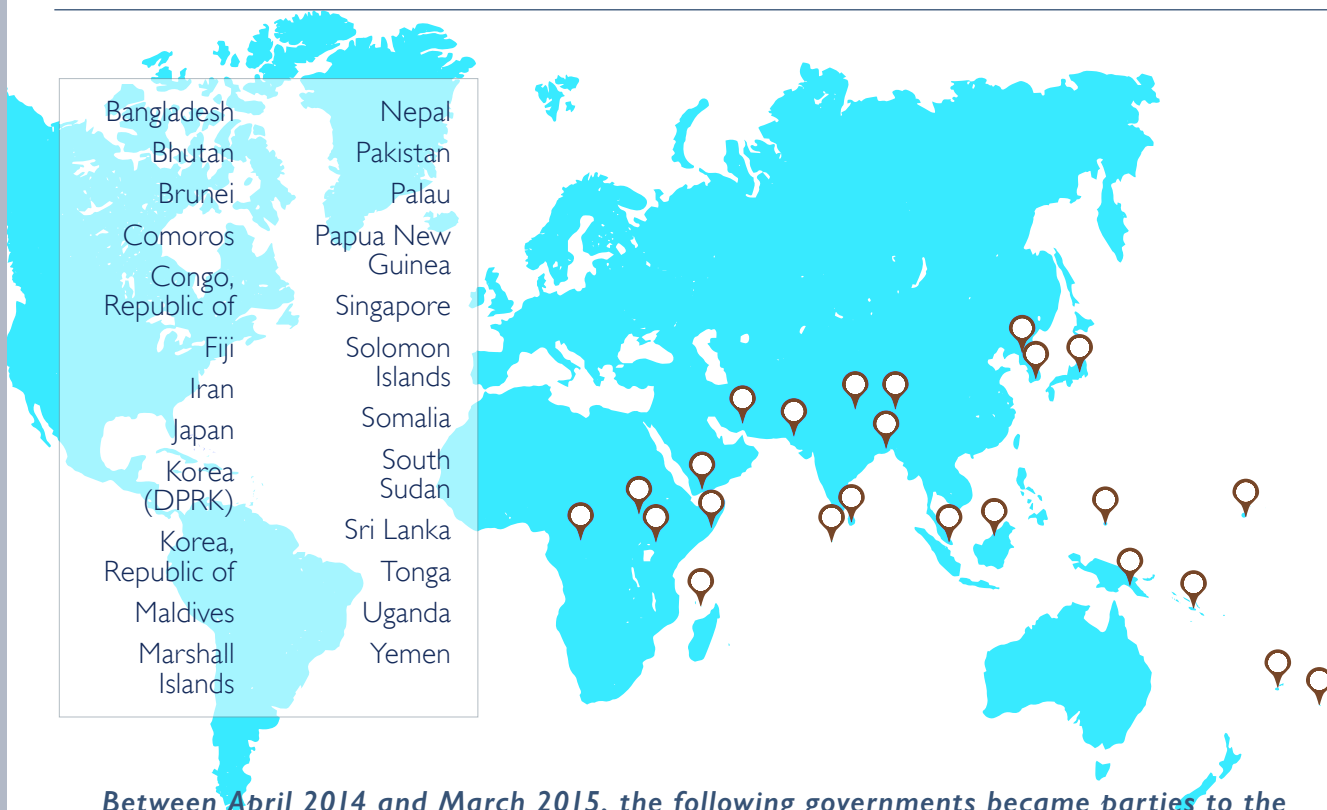 Bangladesh
Bhutan
Brunei
Comoros
Congo,
Republic of
Fiji
Iran
Japan
Korea
(DPRK)
Korea,
Republic of
Maldives
Marshall
Islands
Nepal
Pakistan
Palau
Papua New
Guinea
Singapore
Solomon
Islands
Somalia
South
Sudan
Sri Lanka
Tonga
Uganda
Yemen
Between April 2014 and March 2015, the following governments became parties to the